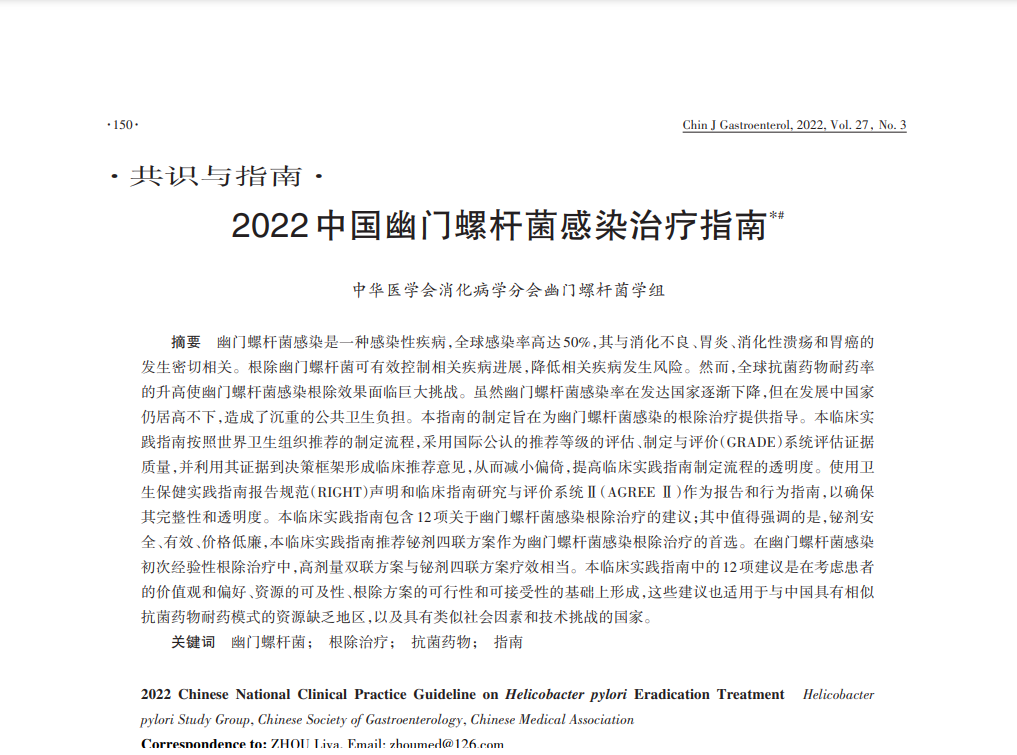 ·150·
Chin J Gastroenterol, 2022, Vol. 27, No. 3
·共识与指南·
2022中国幽门螺杆菌感染治疗指南*#
中华医学会消化病学分会幽门螺杆菌学组
摘要 幽门螺杆菌感染是一种感染性疾病,全球感染率高达50%,其与消化不良、胃炎、消化性溃疡和胃癌的
发生密切相关。根除幽门螺杆菌可有效控制相关疾病进展,降低相关疾病发生风险。然而,全球抗菌药物耐药率
的升高使幽门螺杆菌感染根除效果面临巨大挑战。虽然幽门螺杆菌感染率在发达国家逐渐下降,但在发展中国家
仍居高不下,造成了沉重的公共卫生负担。本指南的制定旨在为幽门螺杆菌感染的根除治疗提供指导。本临床实
践指南按照世界卫生组织推荐的制定流程,采用国际公认的推荐等级的评估、制定与评价(GRADE)系统评估证据
质量,并利用其证据到决策框架形成临床推荐意见,从而减小偏倚,提高临床实践指南制定流程的透明度。使用卫
生保健实践指南报告规范(RIGHT)声明和临床指南研究与评价系统Ⅱ(AGREE Ⅱ)作为报告和行为指南,以确保
其完整性和透明度。本临床实践指南包含12项关于幽门螺杆菌感染根除治疗的建议;其中值得强调的是,铋剂安
全、有效、价格低廉,本临床实践指南推荐铋剂四联方案作为幽门螺杆菌感染根除治疗的首选。在幽门螺杆菌感染
初次经验性根除治疗中,高剂量双联方案与铋剂四联方案疗效相当。本临床实践指南中的12项建议是在考虑患者
的价值观和偏好、资源的可及性、根除方案的可行性和可接受性的基础上形成,这些建议也适用于与中国具有相似
抗菌药物耐药模式的资源缺乏地区,以及具有类似社会因素和技术挑战的国家。
关键词 幽门螺杆菌; 根除治疗; 抗菌药物; 指南
2022 Chinese National Clinical Practice Guideline on Helicobacter pylori Eradication Treatment Helicobacter
pylori Study Group, Chinese Society of Gastroenterology, Chinese Medical Association
Correspondence to: ZHOU Liya, Email: zhoumed@126.com